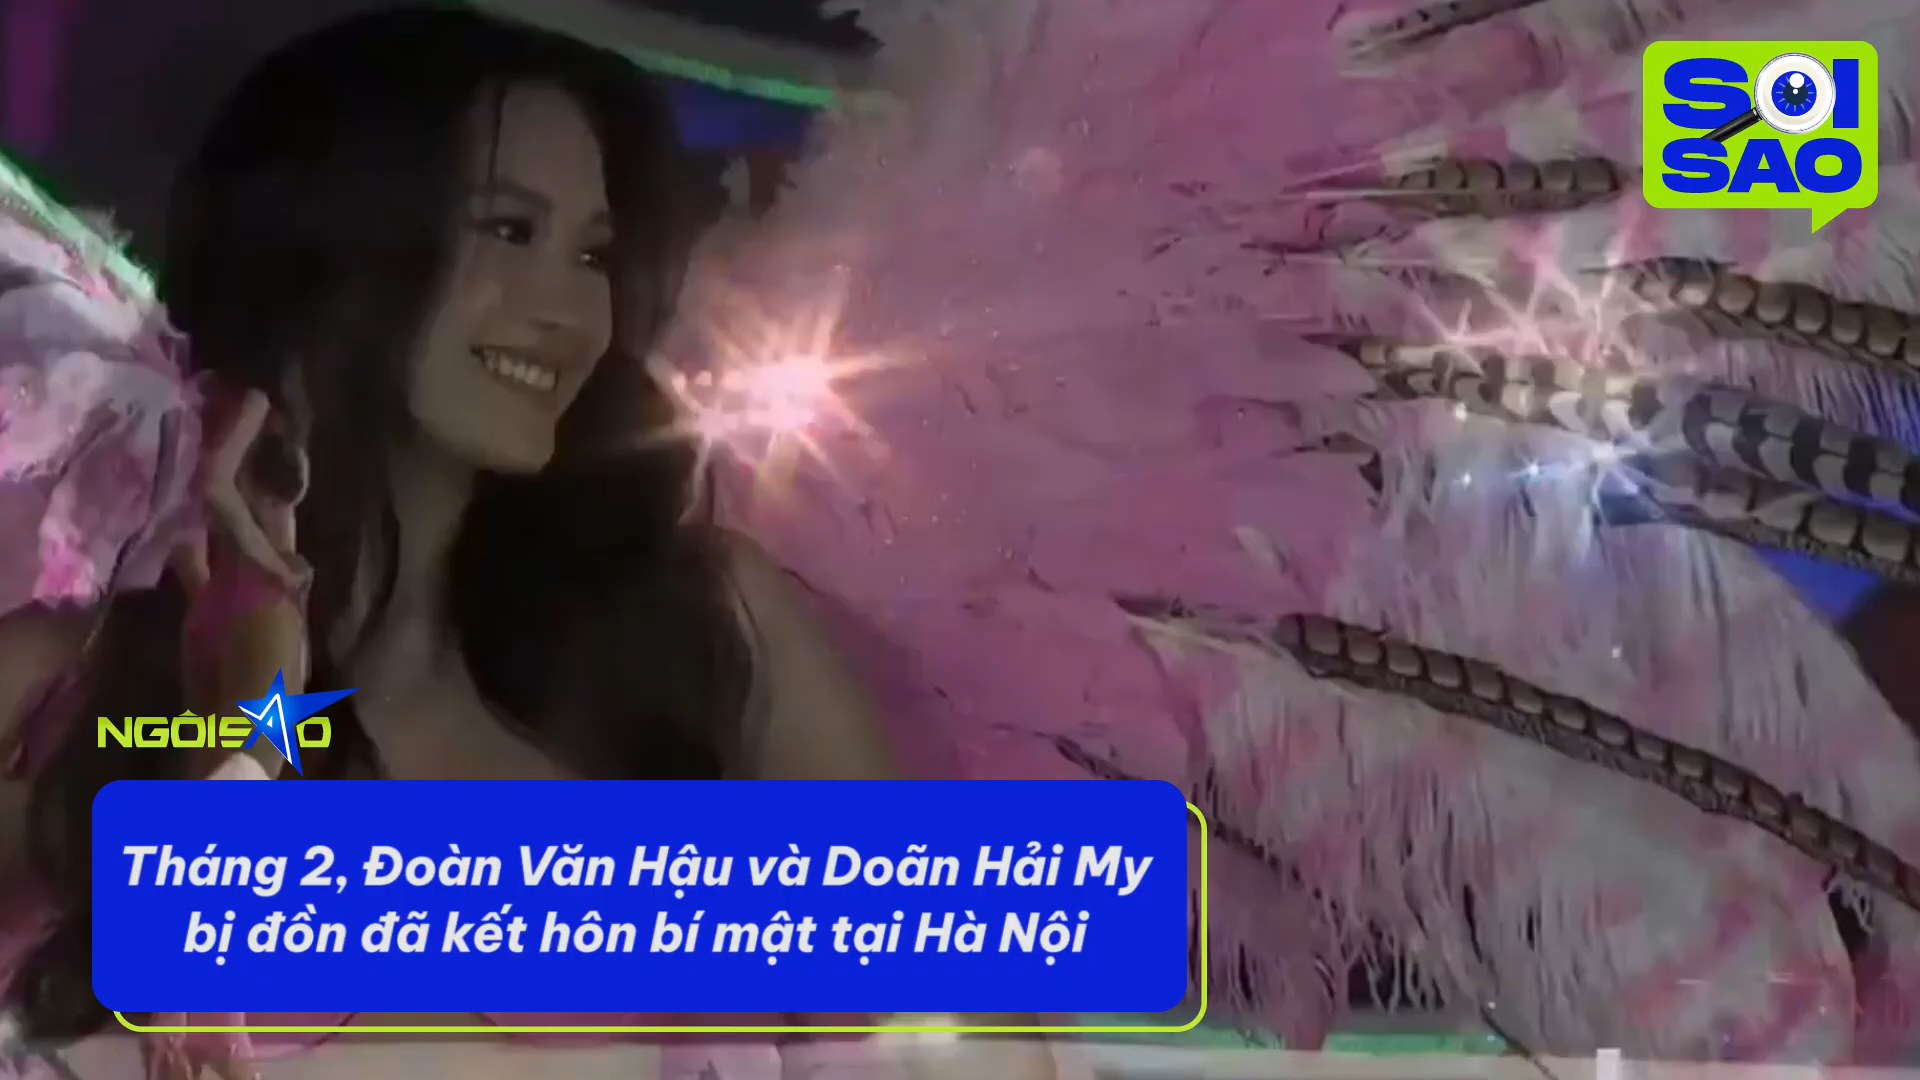 SOI
SAO
NGÔISAO
Tháng 2, Đoàn Văn Hậu và Doãn Hải My
bị đồn đã kết hôn bí mật tại Hà Nội